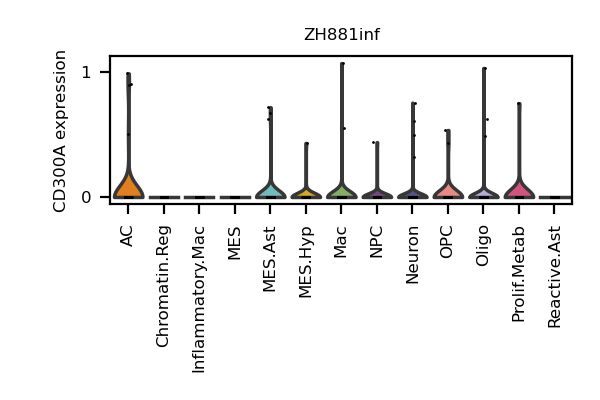 ZH881inf
CD300A expression
1
0
AC
Chromatin.Reg
Inflammatory.Mac
MES
MES.Ast
MES.Hyp
Mac
NPC
Neuron
OPC
Oligo
Prolif.Metab
Reactive.Ast